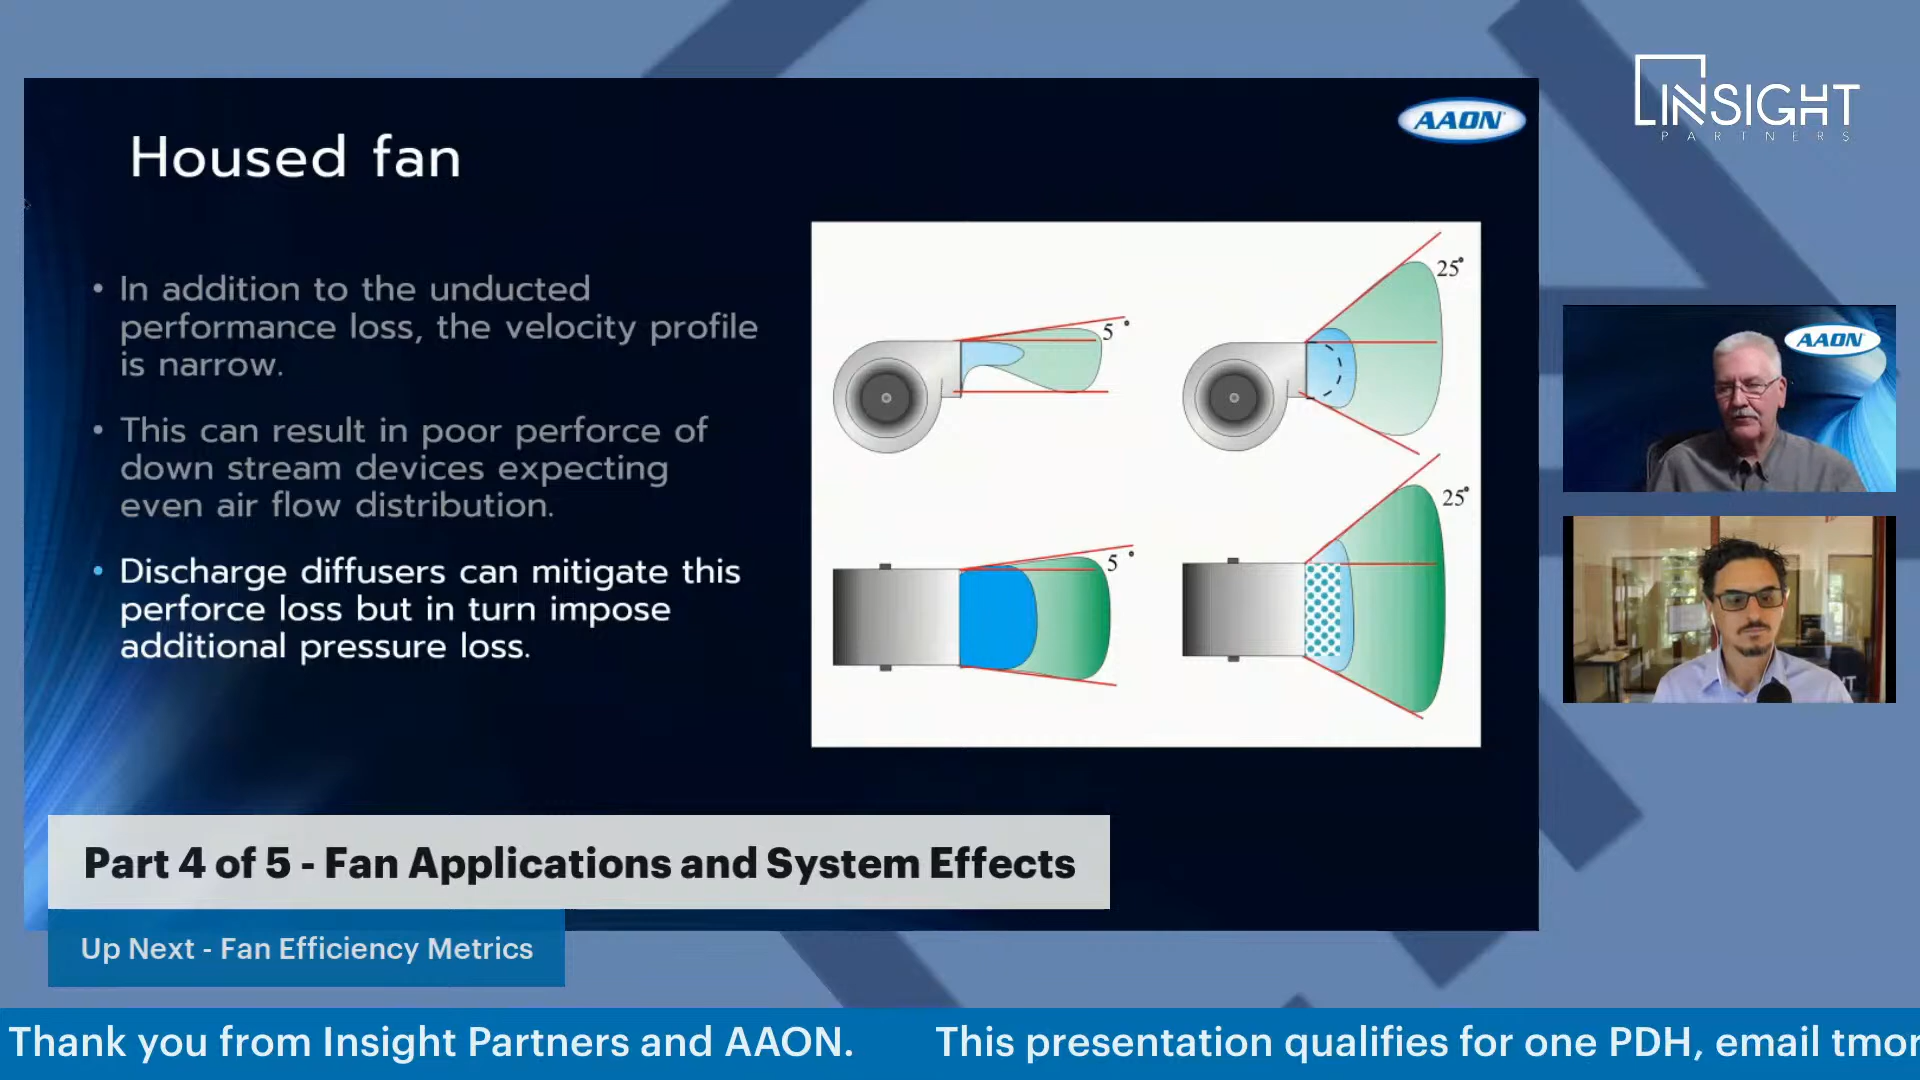 INSIGHT
PARTNERS
AAON
Housed fan
• In addition to the unducted
performance loss, the velocity profile
is narrow.
• This can result in poor perforce of
down stream devices expecting
even air flow distribution.
• Discharge diffusers can mitigate this
perforce loss but in turn impose
additional pressure loss.
5°
25°
5°
25°
AAON
Part 4 of 5 - Fan Applications and System Effects
Up Next - Fan Efficiency Metrics
Thank you from Insight Partners and AAON. This presentation qualifies for one PDH, email tmor